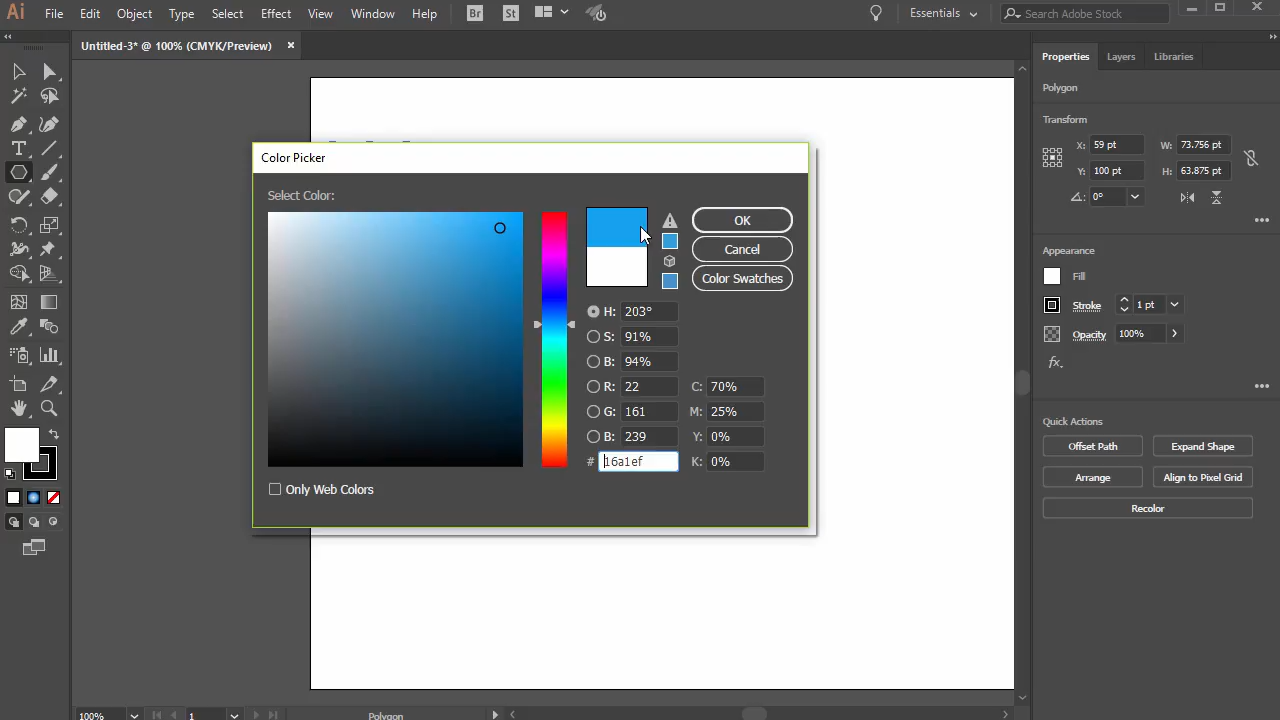 Ai File Edit Object Type Select Effect View Window Help Br St Essentials Search Adobe Stock
Untitled-3* @ 100% (CMYK/Preview)
Properties Layers Libraries
Polygon
Transform
X: 59 pt W: 73.756 pt
Y: 100 pt H: 63.875 pt
0°
Appearance
Fill
Stroke 1 pt
Opacity 100%
fx.
Quick Actions
Offset Path Expand Shape
Arrange Align to Pixel Grid
Recolor
Color Picker
Select Color:
OK
Cancel
Color Swatches
H: 203°
S: 91%
B: 94%
R: 22 C: 70%
G: 161 M: 25%
B: 239 Y: 0%
# 16a1ef K: 0%
Only Web Colors
T
100% 1 Polygon